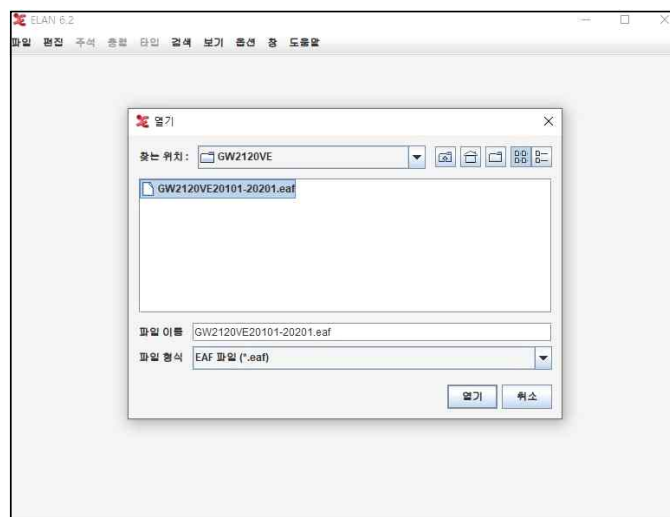 ELAN 6.2
파일 편집 주석 층렬 타입 검색 보기 옵션 창 도움말
열기
찾는 위치: GW2120VE
GW2120VE20101-20201.eaf
파일 이름 GW2120VE20101-20201.eaf
파일 형식 EAF 파일 (*.eaf)
열기 취소